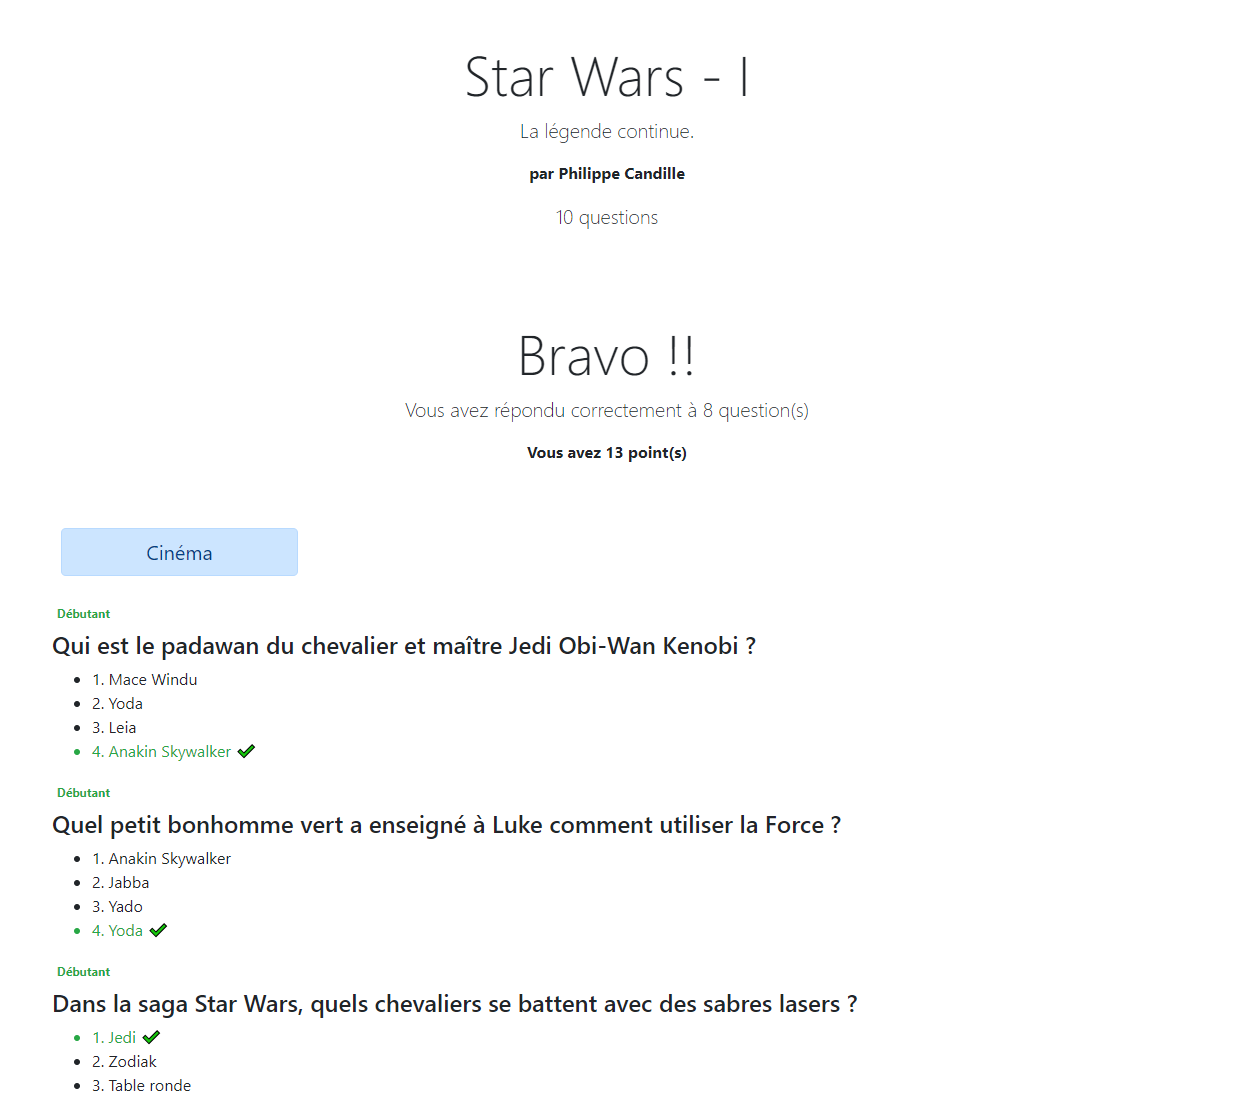 Star Wars - I
La légende continue.
par Philippe Candille
10 questions
Bravo !!
Vous avez répondu correctement à 8 question(s)
Vous avez 13 point(s)
Cinéma
Débutant
Qui est le padawan du chevalier et maître Jedi Obi-Wan Kenobi ?
1. Mace Windu
2. Yoda
3. Leia
4. Anakin Skywalker
Débutant
Quel petit bonhomme vert a enseigné à Luke comment utiliser la Force ?
1. Anakin Skywalker
2. Jabba
3. Yado
4. Yoda
Débutant
Dans la saga Star Wars, quels chevaliers se battent avec des sabres lasers ?
1. Jedi
2. Zodiak
3. Table ronde